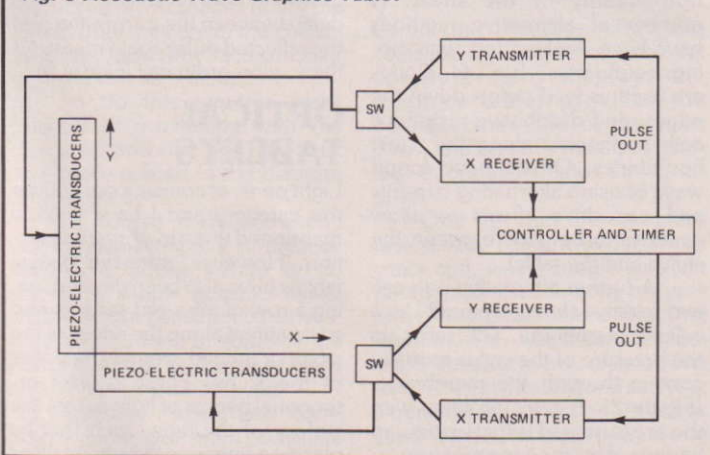 Wave Graphics Tablet.
Y TRANSMITTER
SW
PULSE
OUT
X RECEIVER
Y
PIEZO-ELECTRIC TRANSDUCERS
CONTROLLER AND TIMER
Y RECEIVER
PULSE
OUT
X
PIEZO-ELECTRIC TRANSDUCERS
SW
X TRANSMITTER